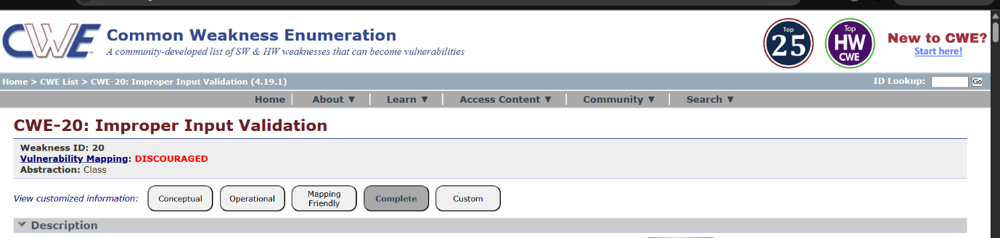 CWE
Common Weakness Enumeration
A community-developed list of SW & HW weaknesses that can become vulnerabilities
Top
25
Top
HW
CWE
New to CWE?
Start here!
Home > CWE List > CWE-20: Improper Input Validation (4.19.1)
ID Lookup:
Go
Home
About ▼
Learn ▼
Access Content ▼
Community ▼
Search ▼
CWE-20: Improper Input Validation
Weakness ID: 20
Vulnerability Mapping: DISCOURAGED
Abstraction: Class
View customized information:
Conceptual
Operational
Mapping
Friendly
Complete
Custom
Description